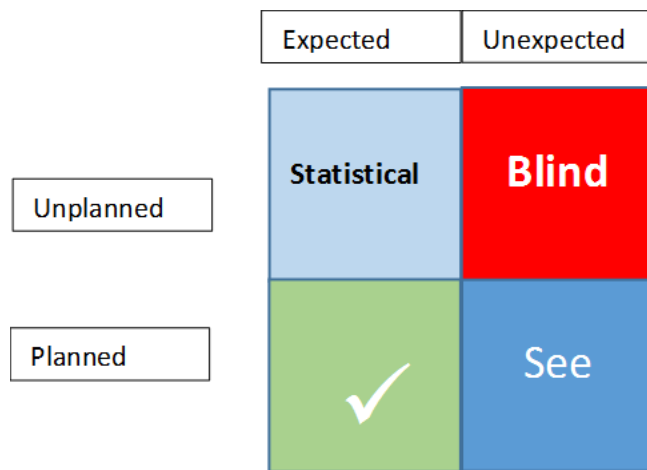 Expected
Unexpected
Statistical
Blind
Unplanned
Planned
See